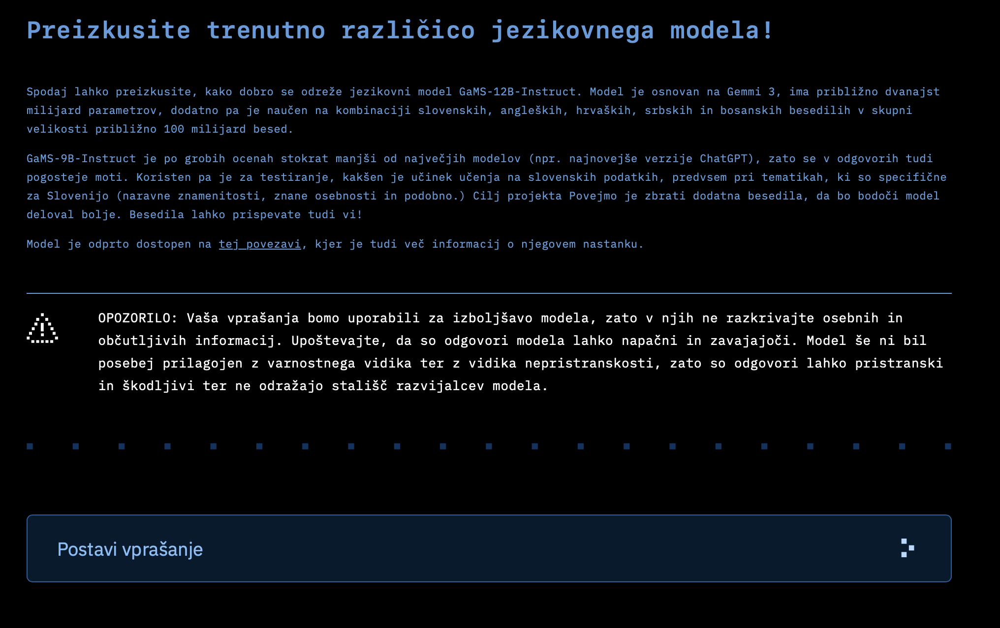 Preizkusite trenutno različico jezikovnega modela!
Spodaj lahko preizkusite, kako dobro se odreže jezikovni model GaMS-12B-Instruct. Model je osnovan na Gemmi 3, ima približno dvanajst
milijard parametrov, dodatno pa je naučen na kombinaciji slovenskih, angleških, hrvaških, srbskih in bosanskih besedilih v skupni
velikosti približno 100 milijard besed.
GaMS-9B-Instruct je po grobih ocenah stokrat manjši od največjih modelov (npr. najnovejše verzije ChatGPT), zato se v odgovorih tudi
pogosteje moti. Koristen pa je za testiranje, kakšen je učinek učenja na slovenskih podatkih, predvsem pri tematikah, ki so specifične
za Slovenijo (naravne znamenitosti, znane osebnosti in podobno.) Cilj projekta Povejmo je zbrati dodatna besedila, da bo bodoči model
deloval bolje. Besedila lahko prispevate tudi vi!
Model je odprto dostopen na tej povezavi, kjer je tudi več informacij o njegovem nastanku.
OPOZORILO: Vaša vprašanja bomo uporabili za izboljšavo modela, zato v njih ne razkrivajte osebnih in
občutljivih informacij. Upoštevajte, da so odgovori modela lahko napačni in zavajajoči. Model še ni bil
posebej prilagojen z varnostnega vidika ter z vidika nepristranskosti, zato so odgovori lahko pristranski
in škodljivi ter ne odražajo stališč razvijalcev modela.
Postavi vprašanje